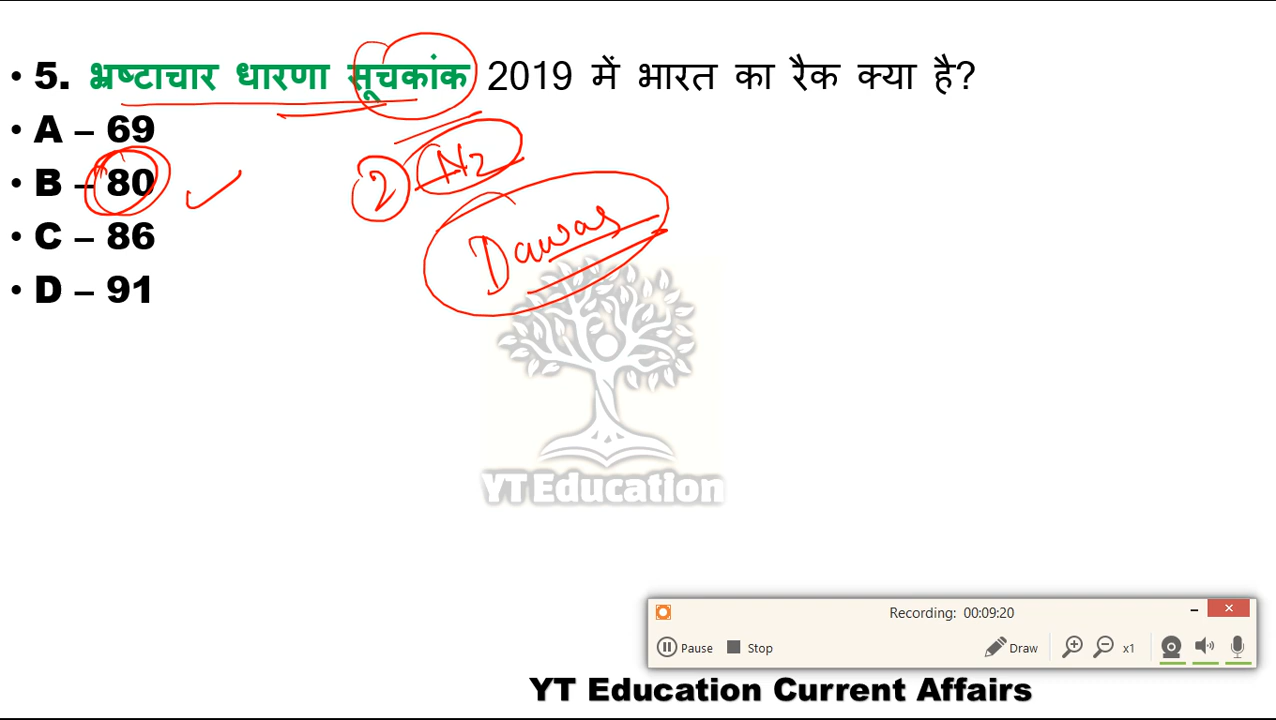 • 5. भ्रष्टाचार धारणा सूचकांक 2019 में भारत का रैक क्या है?
• A – 69
• B – 80
• C – 86
• D – 91
2 N2
Dawas
YT Education
Recording: 00:09:20
Pause Stop Draw x1
YT Education Current Affairs